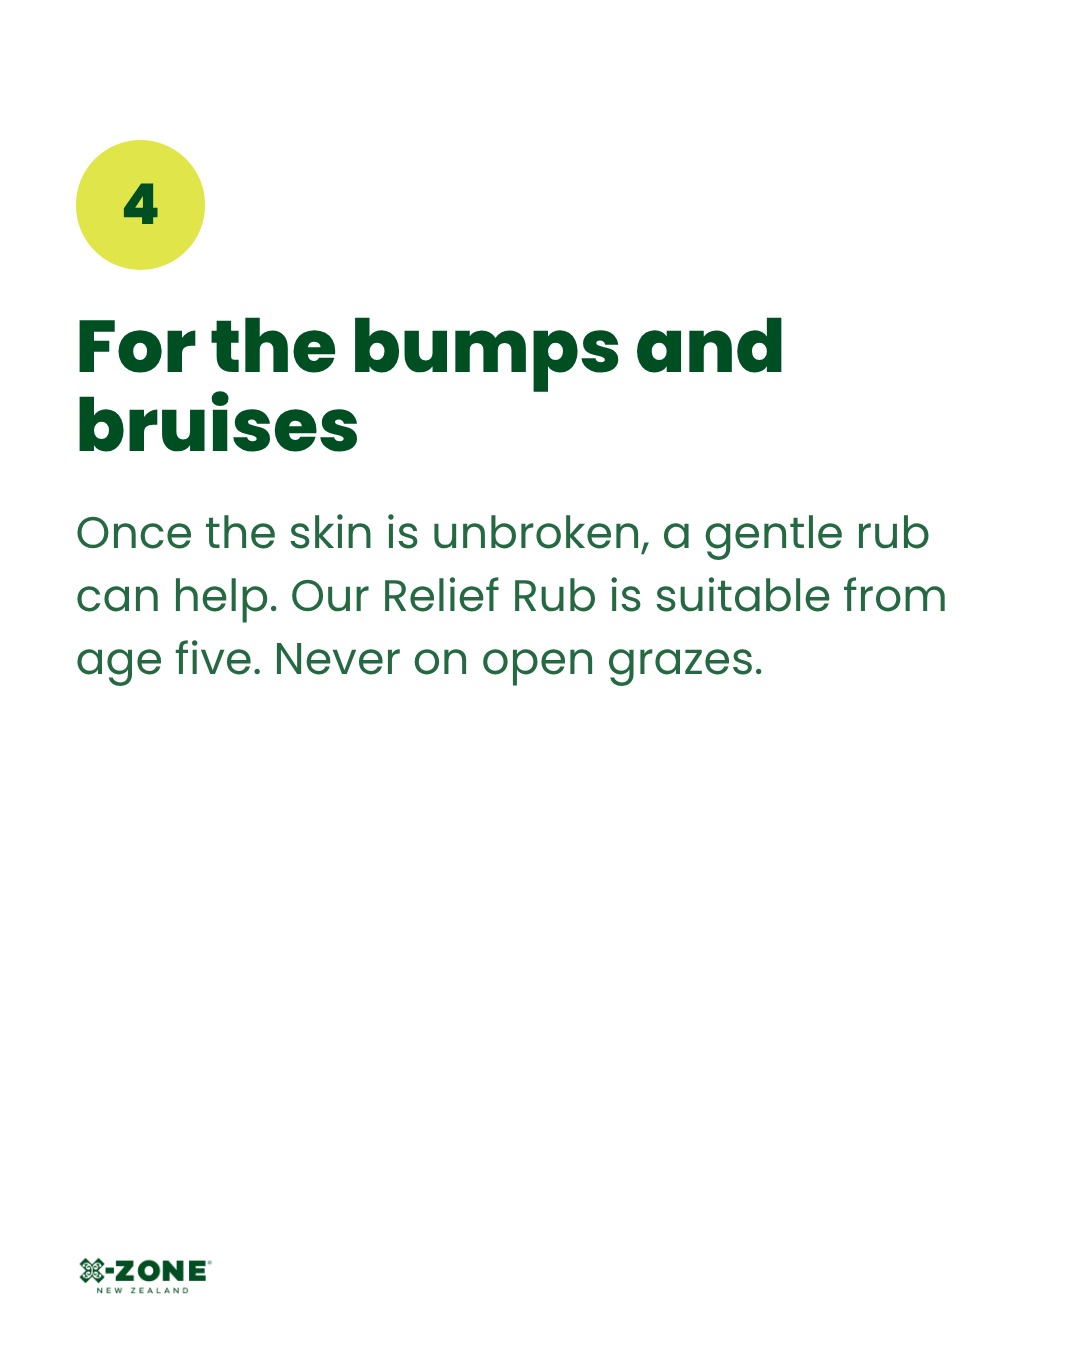 4
For the bumps and
bruises
Once the skin is unbroken, a gentle rub
can help. Our Relief Rub is suitable from
age five. Never on open grazes.
X-ZONE®
NEW ZEALAND